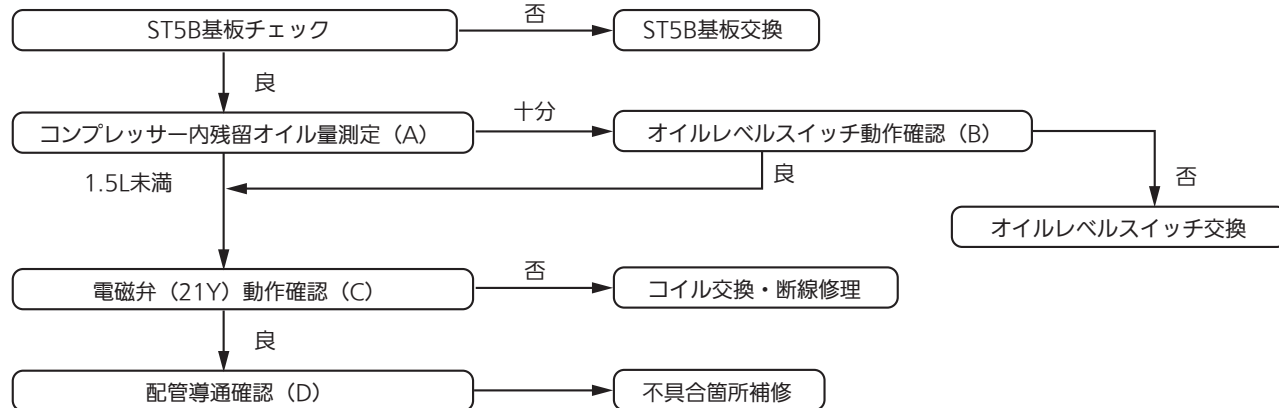 ST5B基板チェック
否
ST5B基板交換
良
コンプレッサー内残留オイル量測定（A）
十分
オイルレベルスイッチ動作確認（B）
1.5L未満
良
否
オイルレベルスイッチ交換
電磁弁（21Y）動作確認（C）
否
コイル交換・断線修理
良
配管導通確認（D）
不具合箇所補修